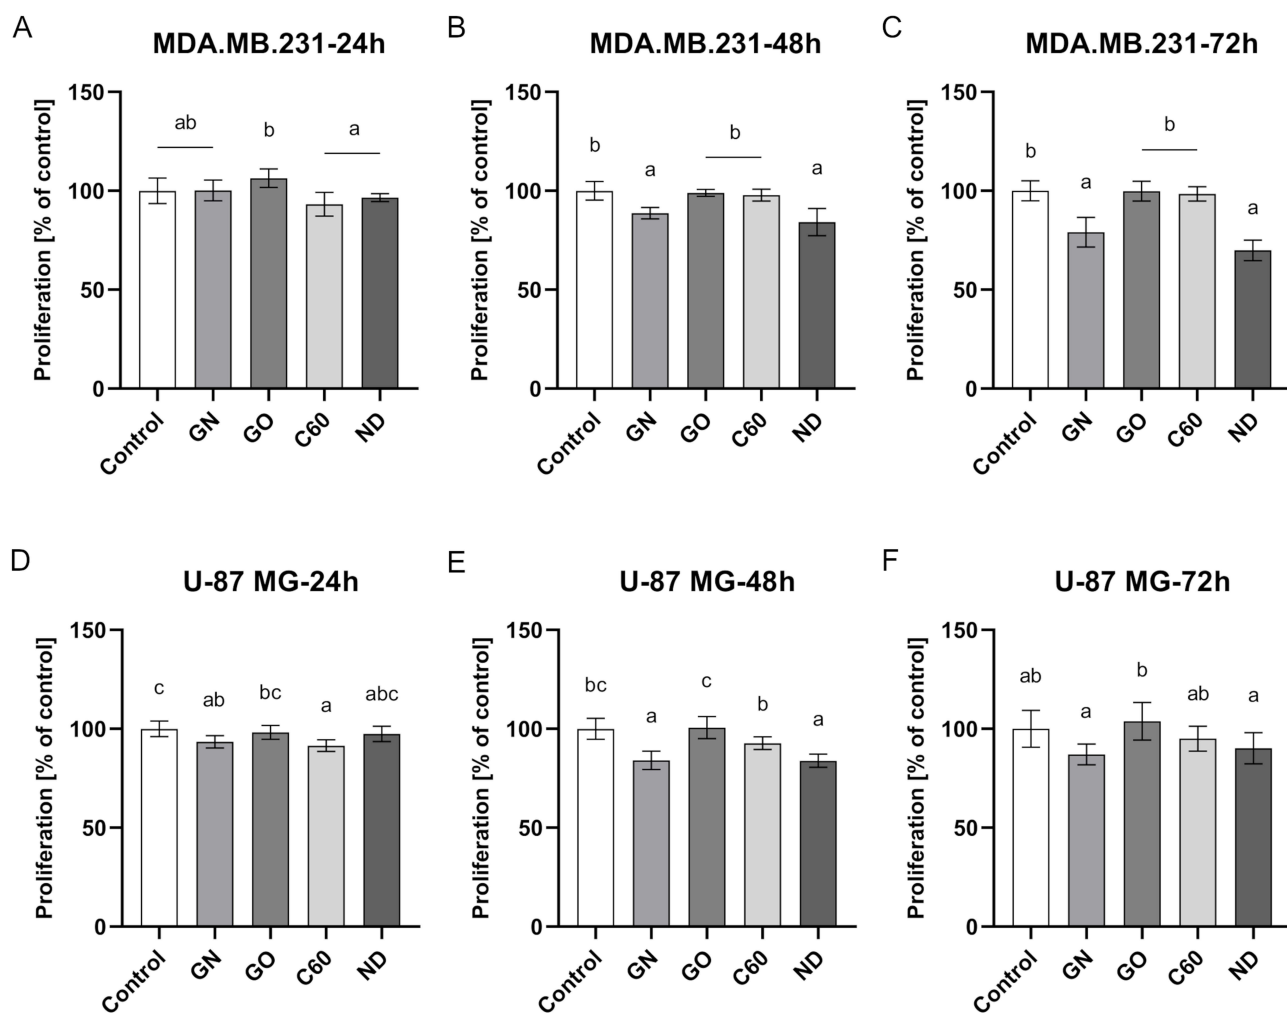 A
MDA.MB.231-24h
Proliferation [% of control]
150
100
50
0
ab
b
a
Control
GN
GO
C60
ND
B
MDA.MB.231-48h
Proliferation [% of control]
150
100
50
0
b
a
b
a
Control
GN
GO
C60
ND
C
MDA.MB.231-72h
Proliferation [% of control]
150
100
50
0
b
a
b
a
Control
GN
GO
C60
ND
D
U-87 MG-24h
Proliferation [% of control]
150
100
50
0
c
ab
bc
a
abc
Control
GN
GO
C60
ND
E
U-87 MG-48h
Proliferation [% of control]
150
100
50
0
bc
a
c
b
a
Control
GN
GO
C60
ND
F
U-87 MG-72h
Proliferation [% of control]
150
100
50
0
ab
a
b
ab
a
Control
GN
GO
C60
ND